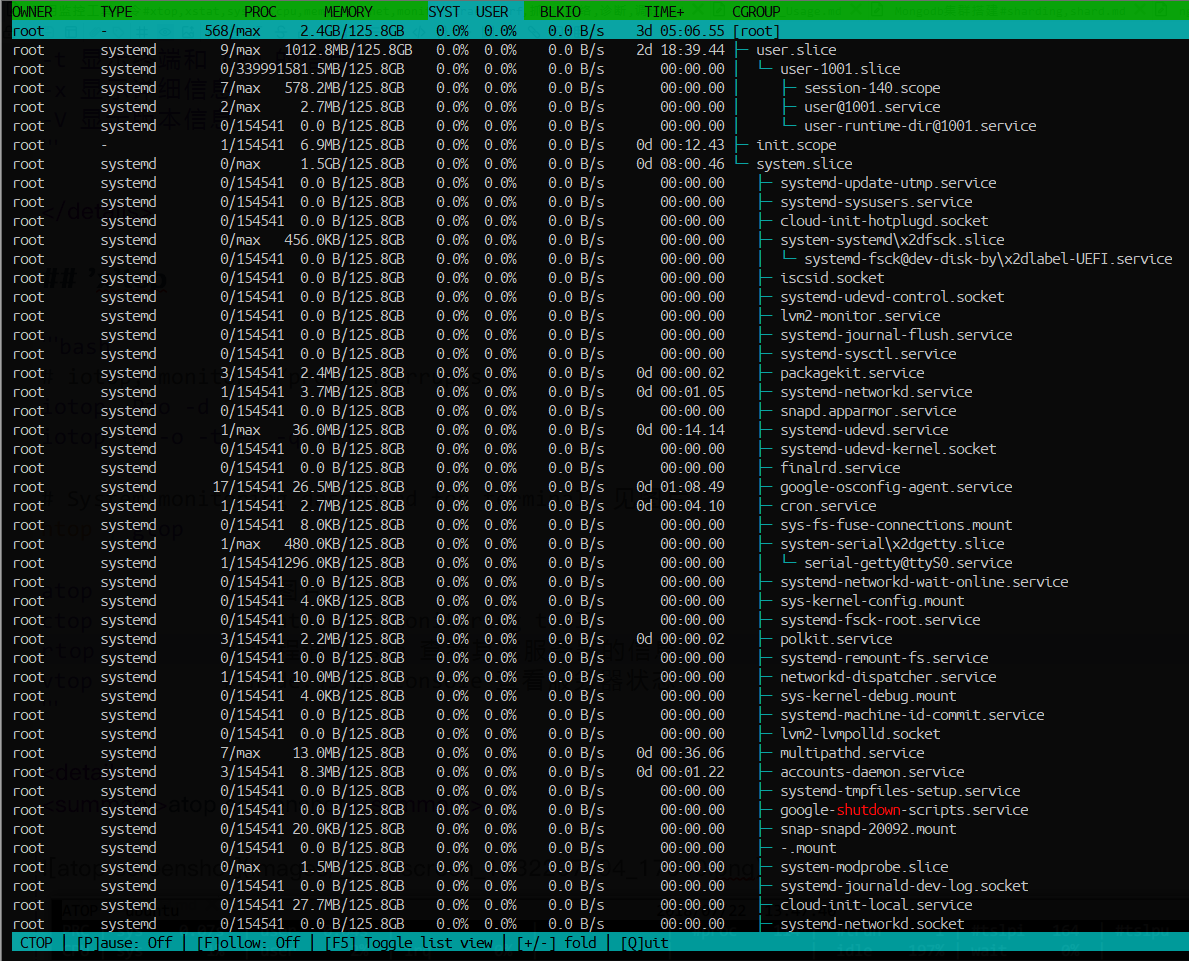 OWNER TYPE PROC MEMORY SYST USER BLKIO TIME+ CGROUP
root - 568/max 2.4GB/125.8GB 0.0% 0.0% 0.0 B/s 3d 05:06.55 [root]
root systemd 9/max 1012.8MB/125.8GB 0.0% 0.0% 0.0 B/s 2d 18:39.44 ├─ user.slice
root systemd 0/339991581.5MB/125.8GB 0.0% 0.0% 0.0 B/s 00:00.00 │ └─ user-1001.slice
root systemd 7/max 578.2MB/125.8GB 0.0% 0.0% 0.0 B/s 00:00.00 │ ├─ session-140.scope
root systemd 2/max 2.7MB/125.8GB 0.0% 0.0% 0.0 B/s 00:00.00 │ ├─ user@1001.service
root systemd 0/154541 0.0 B/125.8GB 0.0% 0.0% 0.0 B/s 00:00.00 │ └─ user-runtime-dir@1001.service
root - 1/154541 6.9MB/125.8GB 0.0% 0.0% 0.0 B/s 0d 00:12.43 ├─ init.scope
root systemd 0/max 1.5GB/125.8GB 0.0% 0.0% 0.0 B/s 0d 08:00.46 └─ system.slice
root systemd 0/154541 0.0 B/125.8GB 0.0% 0.0% 0.0 B/s 00:00.00 ├─ systemd-update-utmp.service
root systemd 0/154541 0.0 B/125.8GB 0.0% 0.0% 0.0 B/s 00:00.00 ├─ systemd-sysusers.service
root systemd 0/154541 0.0 B/125.8GB 0.0% 0.0% 0.0 B/s 00:00.00 ├─ cloud-init-hotplugd.socket
root systemd 0/max 456.0KB/125.8GB 0.0% 0.0% 0.0 B/s 00:00.00 ├─ system-systemd\x2dfsck.slice
root systemd 0/154541 0.0 B/125.8GB 0.0% 0.0% 0.0 B/s 00:00.00 │ └─ systemd-fsck@dev-disk-by\x2dlabel-UEFI.service
root systemd 0/154541 0.0 B/125.8GB 0.0% 0.0% 0.0 B/s 00:00.00 ├─ iscsid.socket
root systemd 0/154541 0.0 B/125.8GB 0.0% 0.0% 0.0 B/s 00:00.00 ├─ systemd-udevd-control.socket
root systemd 0/154541 0.0 B/125.8GB 0.0% 0.0% 0.0 B/s 00:00.00 ├─ lvm2-monitor.service
root systemd 0/154541 0.0 B/125.8GB 0.0% 0.0% 0.0 B/s 00:00.00 ├─ systemd-journal-flush.service
root systemd 0/154541 0.0 B/125.8GB 0.0% 0.0% 0.0 B/s 00:00.00 ├─ systemd-sysctl.service
root systemd 3/154541 2.4MB/125.8GB 0.0% 0.0% 0.0 B/s 0d 00:00.02 ├─ packagekit.service
root systemd 1/154541 3.7MB/125.8GB 0.0% 0.0% 0.0 B/s 0d 00:01.05 ├─ systemd-networkd.service
root systemd 0/154541 0.0 B/125.8GB 0.0% 0.0% 0.0 B/s 00:00.00 ├─ snapd.apparmor.service
root systemd 1/max 36.0MB/125.8GB 0.0% 0.0% 0.0 B/s 0d 00:14.14 ├─ systemd-udevd.service
root systemd 0/154541 0.0 B/125.8GB 0.0% 0.0% 0.0 B/s 00:00.00 ├─ systemd-udevd-kernel.socket
root systemd 0/154541 0.0 B/125.8GB 0.0% 0.0% 0.0 B/s 00:00.00 ├─ finalrd.service
root systemd 17/154541 26.5MB/125.8GB 0.0% 0.0% 0.0 B/s 0d 01:08.49 ├─ google-osconfig-agent.service
root systemd 1/154541 2.7MB/125.8GB 0.0% 0.0% 0.0 B/s 0d 00:04.10 ├─ cron.service
root systemd 0/154541 8.0KB/125.8GB 0.0% 0.0% 0.0 B/s 00:00.00 ├─ sys-fs-fuse-connections.mount
root systemd 1/max 480.0KB/125.8GB 0.0% 0.0% 0.0 B/s 00:00.00 ├─ system-serial\x2dgetty.slice
root systemd 1/154541296.0KB/125.8GB 0.0% 0.0% 0.0 B/s 00:00.00 │ └─ serial-getty@ttyS0.service
root systemd 0/154541 0.0 B/125.8GB 0.0% 0.0% 0.0 B/s 00:00.00 ├─ systemd-networkd-wait-online.service
root systemd 0/154541 4.0KB/125.8GB 0.0% 0.0% 0.0 B/s 00:00.00 ├─ sys-kernel-config.mount
root systemd 0/154541 0.0 B/125.8GB 0.0% 0.0% 0.0 B/s 00:00.00 ├─ systemd-fsck-root.service
root systemd 3/154541 2.2MB/125.8GB 0.0% 0.0% 0.0 B/s 0d 00:00.02 ├─ polkit.service
root systemd 0/154541 0.0 B/125.8GB 0.0% 0.0% 0.0 B/s 00:00.00 ├─ systemd-remount-fs.service
root systemd 1/154541 10.0MB/125.8GB 0.0% 0.0% 0.0 B/s 00:00.00 ├─ networkd-dispatcher.service
root systemd 0/154541 4.0KB/125.8GB 0.0% 0.0% 0.0 B/s 00:00.00 ├─ sys-kernel-debug.mount
root systemd 0/154541 0.0 B/125.8GB 0.0% 0.0% 0.0 B/s 00:00.00 ├─ systemd-machine-id-commit.service
root systemd 0/154541 0.0 B/125.8GB 0.0% 0.0% 0.0 B/s 00:00.00 ├─ lvm2-lvmpolld.socket
root systemd 7/max 13.0MB/125.8GB 0.0% 0.0% 0.0 B/s 0d 00:36.06 ├─ multipathd.service
root systemd 3/154541 8.3MB/125.8GB 0.0% 0.0% 0.0 B/s 0d 00:01.22 ├─ accounts-daemon.service
root systemd 0/154541 0.0 B/125.8GB 0.0% 0.0% 0.0 B/s 00:00.00 ├─ systemd-tmpfiles-setup.service
root systemd 0/154541 0.0 B/125.8GB 0.0% 0.0% 0.0 B/s 00:00.00 ├─ google-shutdown-scripts.service
root systemd 0/154541 20.0KB/125.8GB 0.0% 0.0% 0.0 B/s 00:00.00 ├─ snap-snapd-20092.mount
root systemd 0/154541 0.0 B/125.8GB 0.0% 0.0% 0.0 B/s 00:00.00 ├─ -.mount
root systemd 0/max 1.5MB/125.8GB 0.0% 0.0% 0.0 B/s 00:00.00 ├─ system-modprobe.slice
root systemd 0/154541 0.0 B/125.8GB 0.0% 0.0% 0.0 B/s 00:00.00 ├─ systemd-journald-dev-log.socket
root systemd 0/154541 27.7MB/125.8GB 0.0% 0.0% 0.0 B/s 00:00.00 ├─ cloud-init-local.service
root systemd 0/154541 0.0 B/125.8GB 0.0% 0.0% 0.0 B/s 00:00.00 ├─ systemd-networkd.socket
CTOP | [P]ause: Off | [F]ollow: Off | [F5] Toggle list view | [+/-] fold | [Q]uit